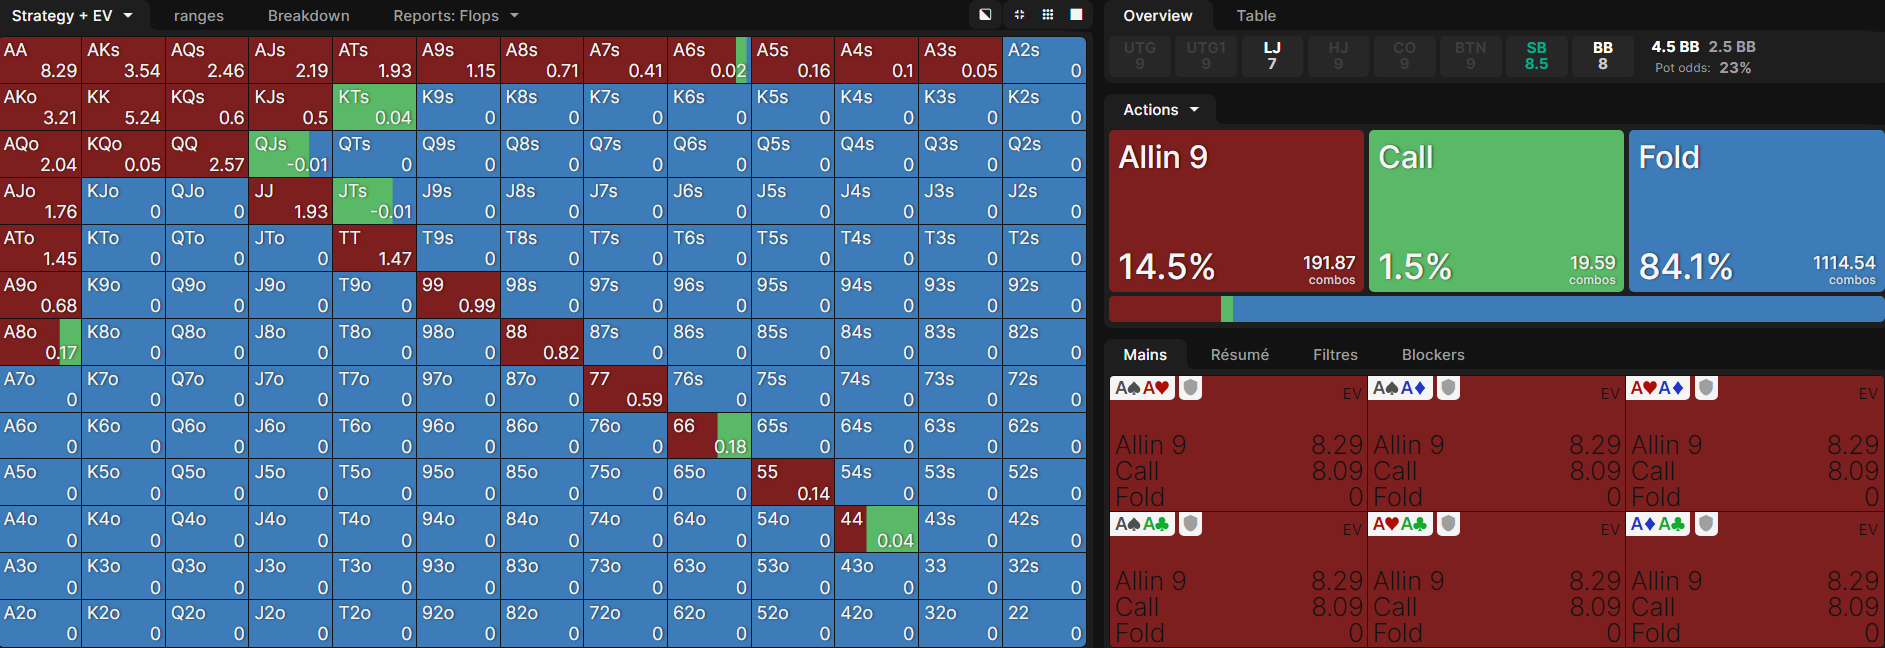 Strategy + EV ranges Breakdown Reports: Flops
AA AKs AQs AJs ATs A9s A8s A7s A6s A5s A4s A3s A2s
8.29 3.54 2.46 2.19 1.93 1.15 0.71 0.41 0.02 0.16 0.1 0.05 0
AKo KK KQs KJs KTs K9s K8s K7s K6s K5s K4s K3s K2s
3.21 5.24 0.6 0.5 0.04 0 0 0 0 0 0 0 0
AQo KQo QQ QJs QTs Q9s Q8s Q7s Q6s Q5s Q4s Q3s Q2s
2.04 0.05 2.57 -0.01 0 0 0 0 0 0 0 0 0
AJo KJo QJo JJ JTs J9s J8s J7s J6s J5s J4s J3s J2s
1.76 0 0 1.93 -0.01 0 0 0 0 0 0 0 0
ATo KTo QTo JTo TT T9s T8s T7s T6s T5s T4s T3s T2s
1.45 0 0 0 1.47 0 0 0 0 0 0 0 0
A9o K9o Q9o J9o T9o 99 98s 97s 96s 95s 94s 93s 92s
0.68 0 0 0 0 0.99 0 0 0 0 0 0 0
A8o K8o Q8o J8o T8o 98o 88 87s 86s 85s 84s 83s 82s
0.17 0 0 0 0 0 0.82 0 0 0 0 0 0
A7o K7o Q7o J7o T7o 97o 87o 77 76s 75s 74s 73s 72s
0 0 0 0 0 0 0 0.59 0 0 0 0 0
A6o K6o Q6o J6o T6o 96o 86o 76o 66 65s 64s 63s 62s
0 0 0 0 0 0 0 0 0.18 0 0 0 0
A5o K5o Q5o J5o T5o 95o 85o 75o 65o 55 54s 53s 52s
0 0 0 0 0 0 0 0 0 0.14 0 0 0
A4o K4o Q4o J4o T4o 94o 84o 74o 64o 54o 44 43s 42s
0 0 0 0 0 0 0 0 0 0 0.04 0 0
A3o K3o Q3o J3o T3o 93o 83o 73o 63o 53o 43o 33 32s
0 0 0 0 0 0 0 0 0 0 0 0 0
A2o K2o Q2o J2o T2o 92o 82o 72o 62o 52o 42o 32o 22
0 0 0 0 0 0 0 0 0 0 0 0 0
Overview Table
UTG UTG1 LJ HJ CO BTN SB BB
9 9 7 9 9 9 8.5 8
4.5 BB 2.5 BB
Pot odds: 23%
Actions
Allin 9 Call Fold
14.5% 191.87 combos 1.5% 19.59 combos 84.1% 1114.54 combos
Mains Résumé Filtres Blockers
A♠A♥ EV A♠A♦ EV A♥A♦ EV
Allin 9 8.29 Allin 9 8.29 Allin 9 8.29
Call 8.09 Call 8.09 Call 8.09
Fold 0 Fold 0 Fold 0
A♠A♣ EV A♥A♣ EV A♦A♣ EV
Allin 9 8.29 Allin 9 8.29 Allin 9 8.29
Call 8.09 Call 8.09 Call 8.09
Fold 0 Fold 0 Fold 0